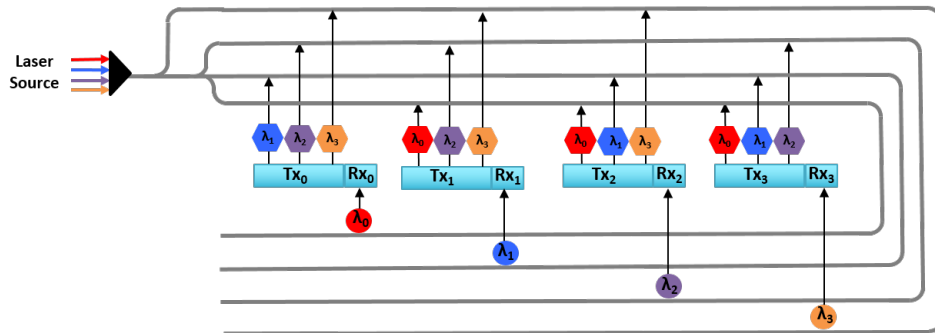 Laser
Source
λ₁ λ₂ λ₃
λ₀ λ₂ λ₃
λ₀ λ₁ λ₃
λ₀ λ₁ λ₂
Tx₀ Rx₀
Tx₁ Rx₁
Tx₂ Rx₂
Tx₃ Rx₃
λ₀
λ₁
λ₂
λ₃